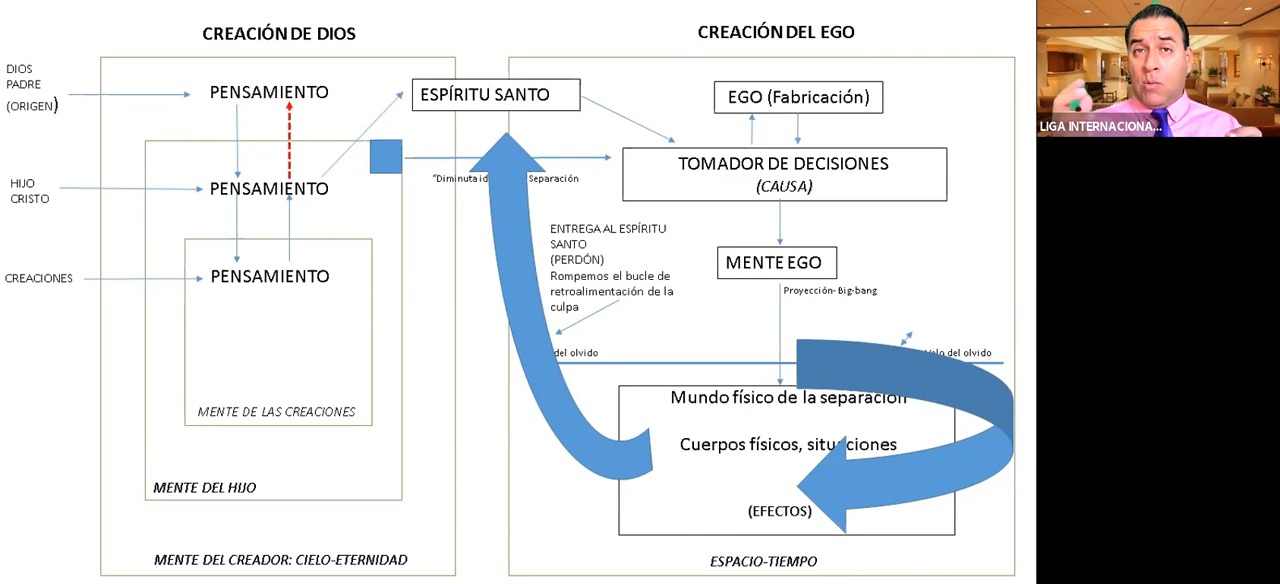 CREACIÓN DE DIOS
DIOS
PADRE
(ORIGEN)
PENSAMIENTO
HIJO
CRISTO
PENSAMIENTO
CREACIONES
PENSAMIENTO
MENTE DE LAS CREACIONES
MENTE DEL HIJO
MENTE DEL CREADOR: CIELO-ETERNIDAD
ESPÍRITU SANTO
"Diminuta Separación
CREACIÓN DEL EGO
EGO (Fabricación)
TOMADOR DE DECISIONES
(CAUSA)
ENTREGA AL ESPÍRITU
SANTO
(PERDÓN)
Rompemos el bucle de
retroalimentación de la
culpa
MENTE EGO
Proyección- Big-bang
del olvido
Velo del olvido
Mundo físico de la separación
Cuerpos físicos, situaciones
(EFECTOS)
ESPACIO-TIEMPO
LIGA INTERNACIONA...